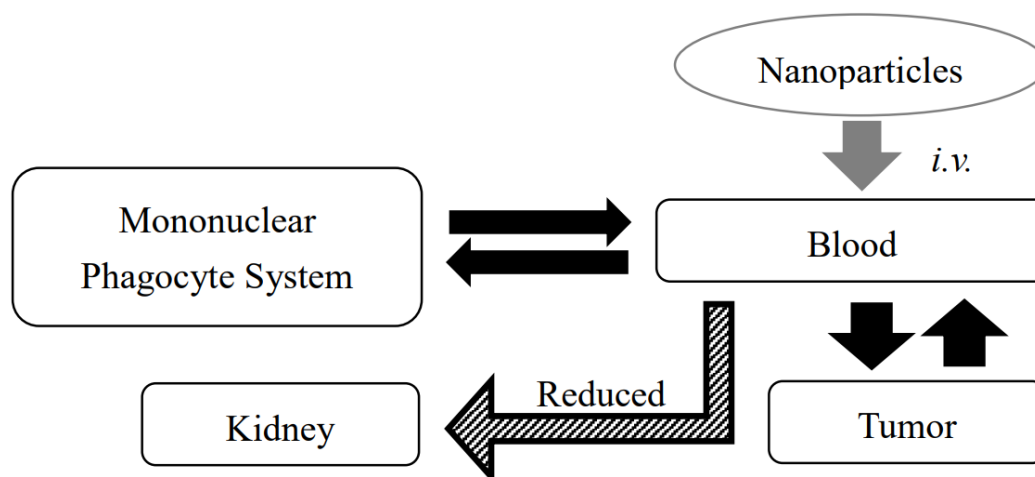 Nanoparticles
i.v.
Mononuclear
Phagocyte System
Blood
Reduced
Kidney
Tumor